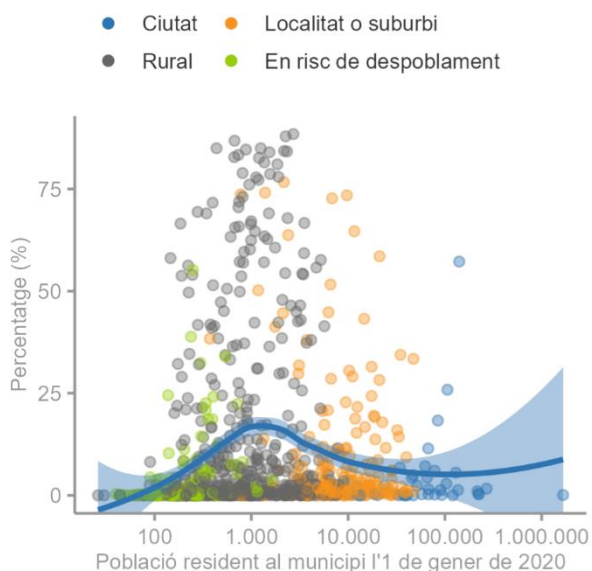 Ciutat
Localitat o suburbi
Rural
En risc de despoblament
Percentatge (%)
75
50
25
0
100
1.000
10.000
100.000
1.000.000
Població resident al municipi l'1 de gener de 2020